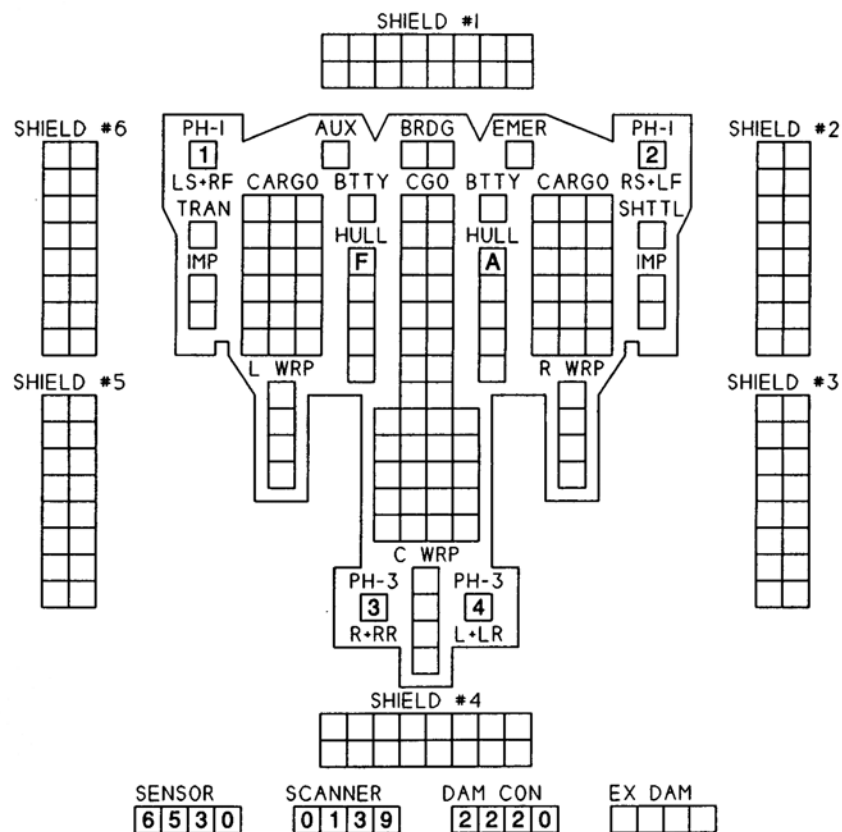 SHIELD #1
SHIELD #6 PH-1 AUX BRDG EMER PH-1 SHIELD #2
1 2
LS+RF CARGO BTTY CGO BTTY CARGO RS+LF
TRAN SHTTL
HULL HULL
IMP F A IMP
L WRP R WRP
SHIELD #5 SHIELD #3
C WRP
PH-3 PH-3
3 4
R+RR L+LR
SHIELD #4
SENSOR SCANNER DAM CON EX DAM
6 5 3 0 0 1 3 9 2 2 2 0